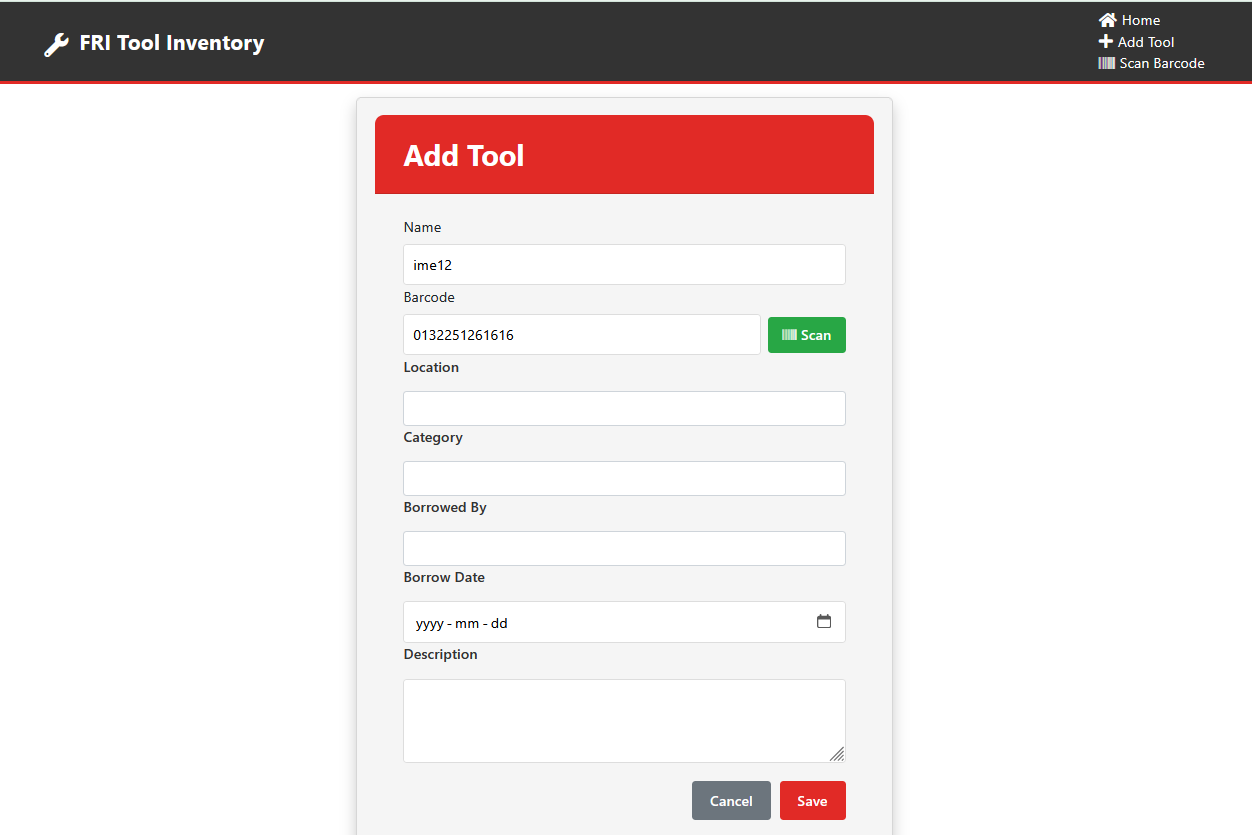 FRI Tool Inventory
Home
Add Tool
Scan Barcode
Add Tool
Name
ime12
Barcode
0132251261616
Scan
Location
Category
Borrowed By
Borrow Date
yyyy - mm - dd
Description
Cancel
Save